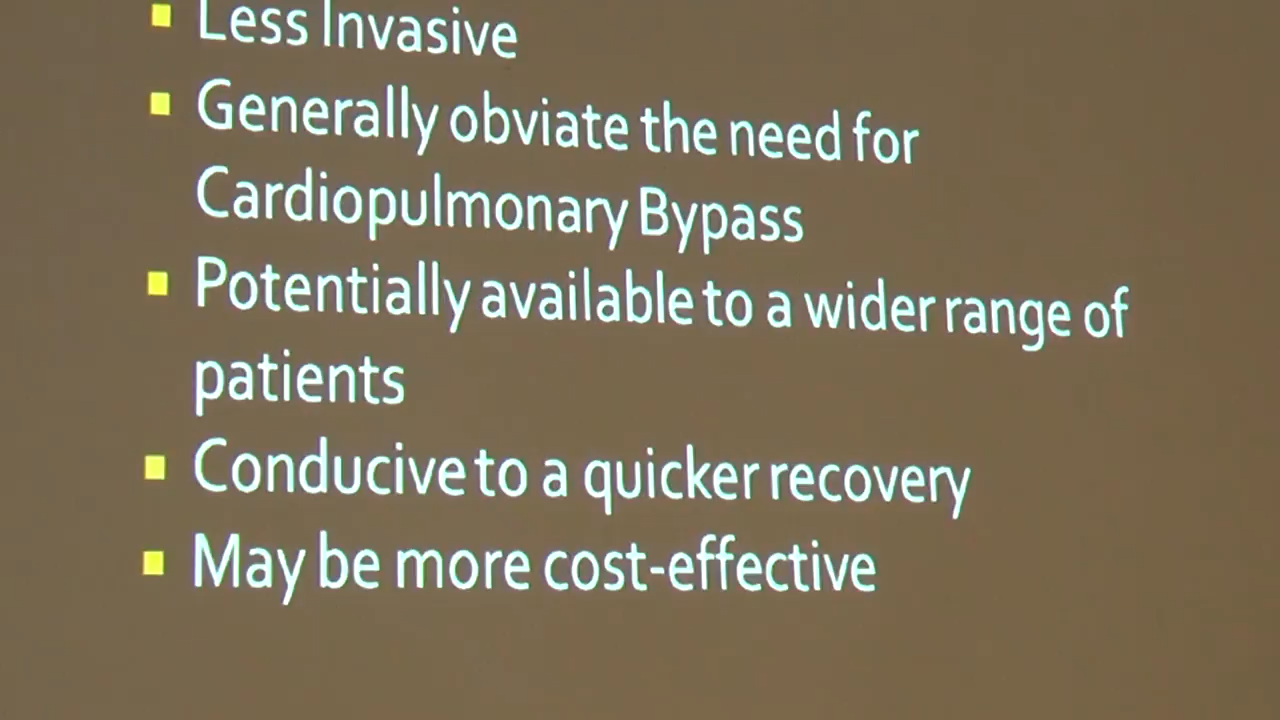 Less Invasive
Generally obviate the need for
Cardiopulmonary Bypass
Potentially available to a wider range of
patients
Conducive to a quicker recovery
May be more cost-effective